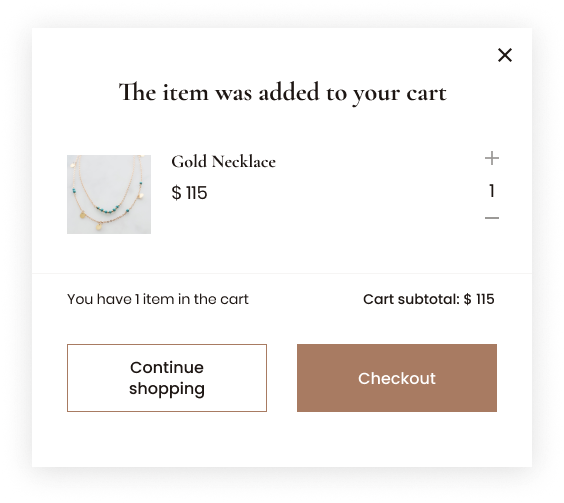 The item was added to your cart
Gold Necklace
$ 115
1
You have 1 item in the cart
Cart subtotal: $ 115
Continue
shopping
Checkout